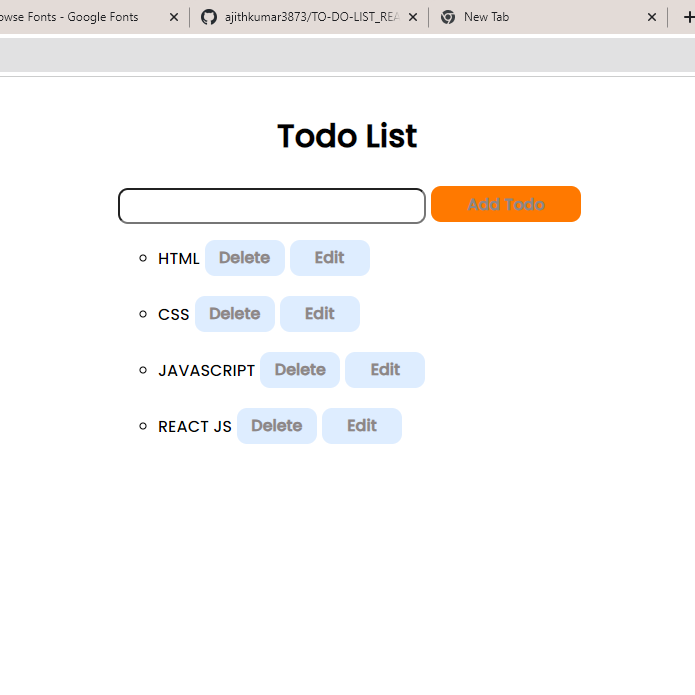 owse Fonts - Google Fonts
ajithkumar3873/TO-DO-LIST_REA
New Tab
Todo List
Add Todo
HTML Delete Edit
CSS Delete Edit
JAVASCRIPT Delete Edit
REACT JS Delete Edit